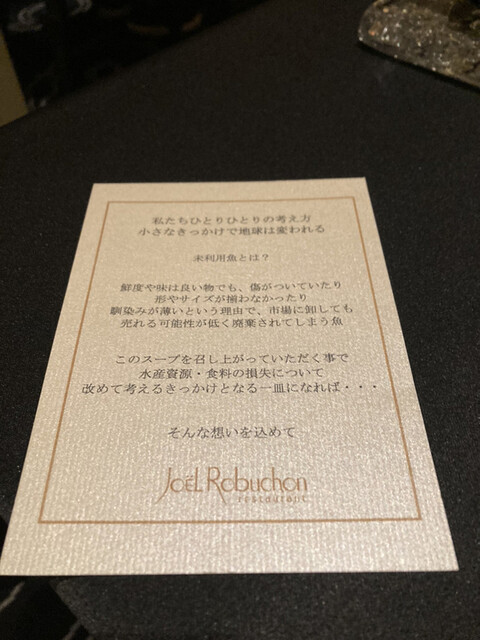 私たちひとりひとりの考え方
小さなきっかけで地球は変われる
未利用魚とは？
鮮度や味は良い物でも、傷がついていたり
形やサイズが揃わなかったり
馴染みが薄いという理由で、市場に卸しても
売れる可能性が低く廃棄されてしまう魚
このスープを召し上がっていただく事で
水産資源・食料の損失について
改めて考えるきっかけとなる一皿になれば・・・
そんな想いを込めて
Joël Robuchon
restaurant